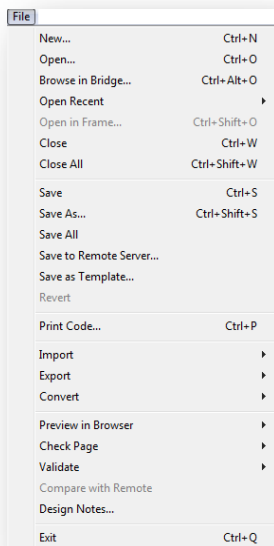 File
New... Ctrl+N
Open... Ctrl+O
Browse in Bridge... Ctrl+Alt+O
Open Recent
Open in Frame... Ctrl+Shift+O
Close Ctrl+W
Close All Ctrl+Shift+W
Save Ctrl+S
Save As... Ctrl+Shift+S
Save All
Save to Remote Server...
Save as Template...
Revert
Print Code... Ctrl+P
Import
Export
Convert
Preview in Browser
Check Page
Validate
Compare with Remote
Design Notes...
Exit Ctrl+Q